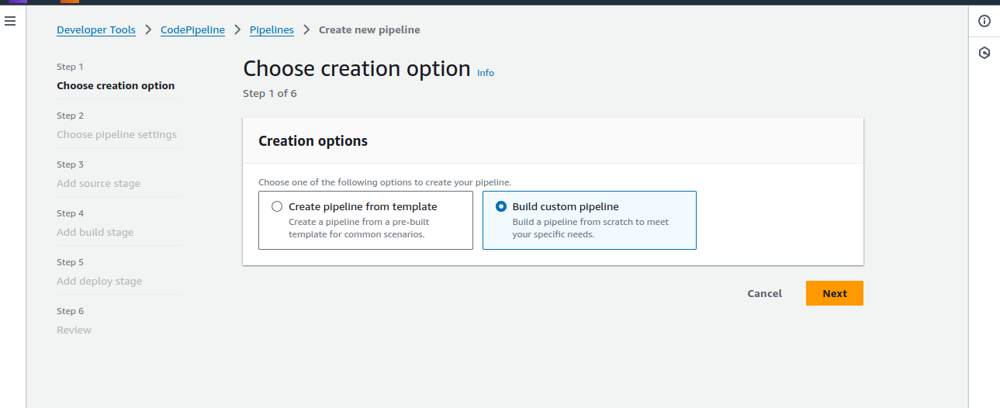 Developer Tools > CodePipeline > Pipelines > Create new pipeline
Step 1
Choose creation option
Step 2
Choose pipeline settings
Step 3
Add source stage
Step 4
Add build stage
Step 5
Add deploy stage
Step 6
Review
Choose creation option Info
Step 1 of 6
Creation options
Choose one of the following options to create your pipeline.
Create pipeline from template
Create a pipeline from a pre-built
template for common scenarios.
Build custom pipeline
Build a pipeline from scratch to meet
your specific needs.
Cancel
Next